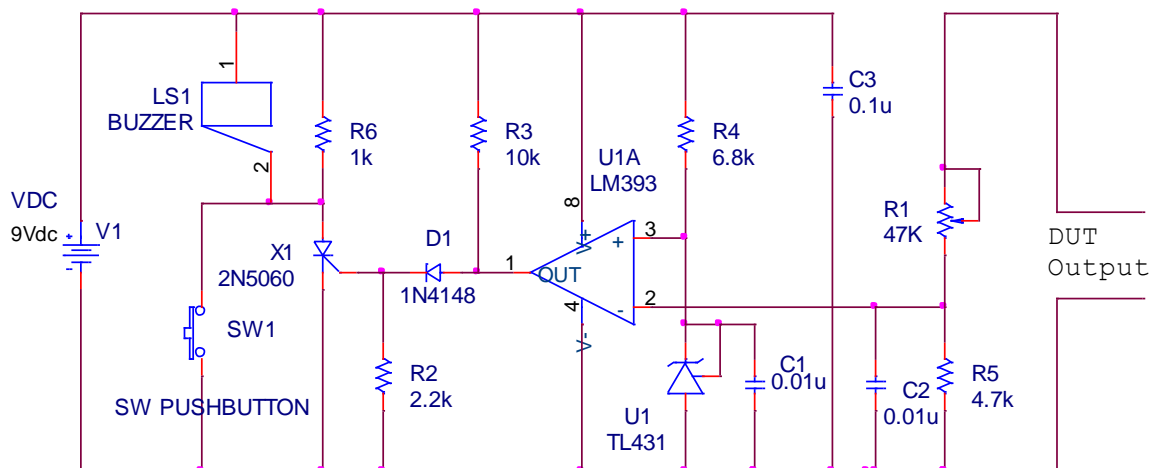 VDC
9Vdc
+
-
V1
1
LS1
BUZZER
2
SW1
SW PUSHBUTTON
R6
1k
X1
2N5060
D1
1N4148
R2
2.2k
R3
10k
U1A
LM393
8
V+
+
3
1
OUT
-
2
4
V-
R4
6.8k
U1
TL431
C1
0.01u
C3
0.1u
C2
0.01u
R1
47K
R5
4.7k
DUT
Output